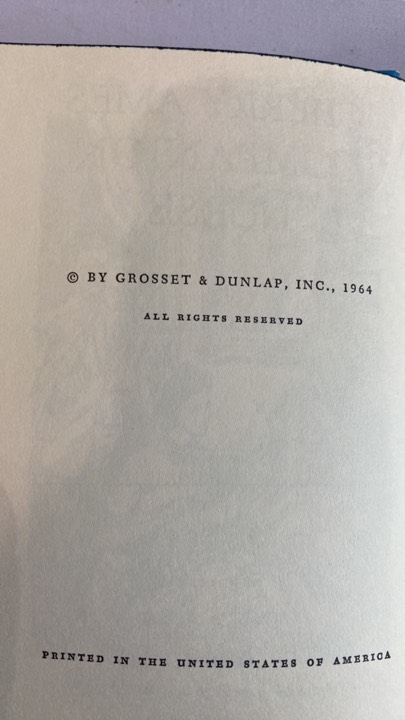 © BY GROSSET & DUNLAP, INC., 1964
ALL RIGHTS RESERVED
PRINTED IN THE UNITED STATES OF AMERICA